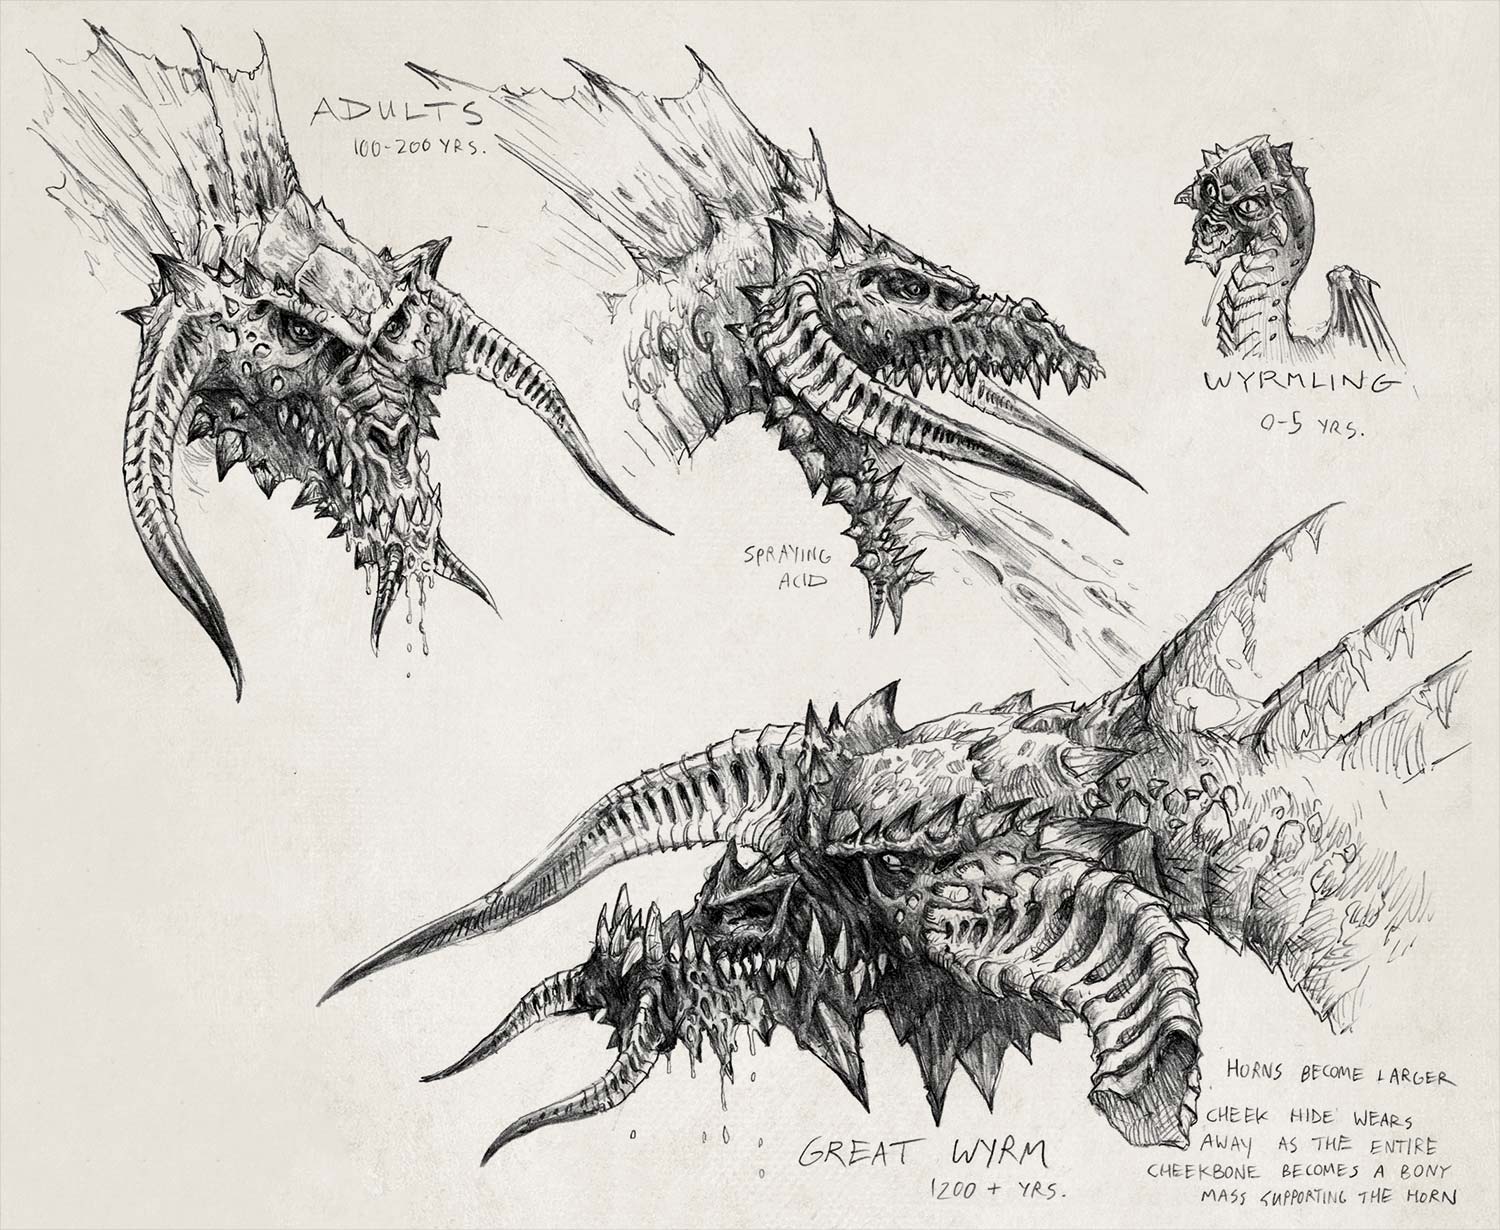 ADULTS
100-200 YRS.
WYRMLING
0-5 YRS.
SPRAYING
ACID
HORNS BECOME LARGER
CHEEK HIDE WEARS
AWAY AS THE ENTIRE
CHEEKBONE BECOMES A BONY
MASS SUPPORTING THE HORN
GREAT WYRM
1200 + YRS.